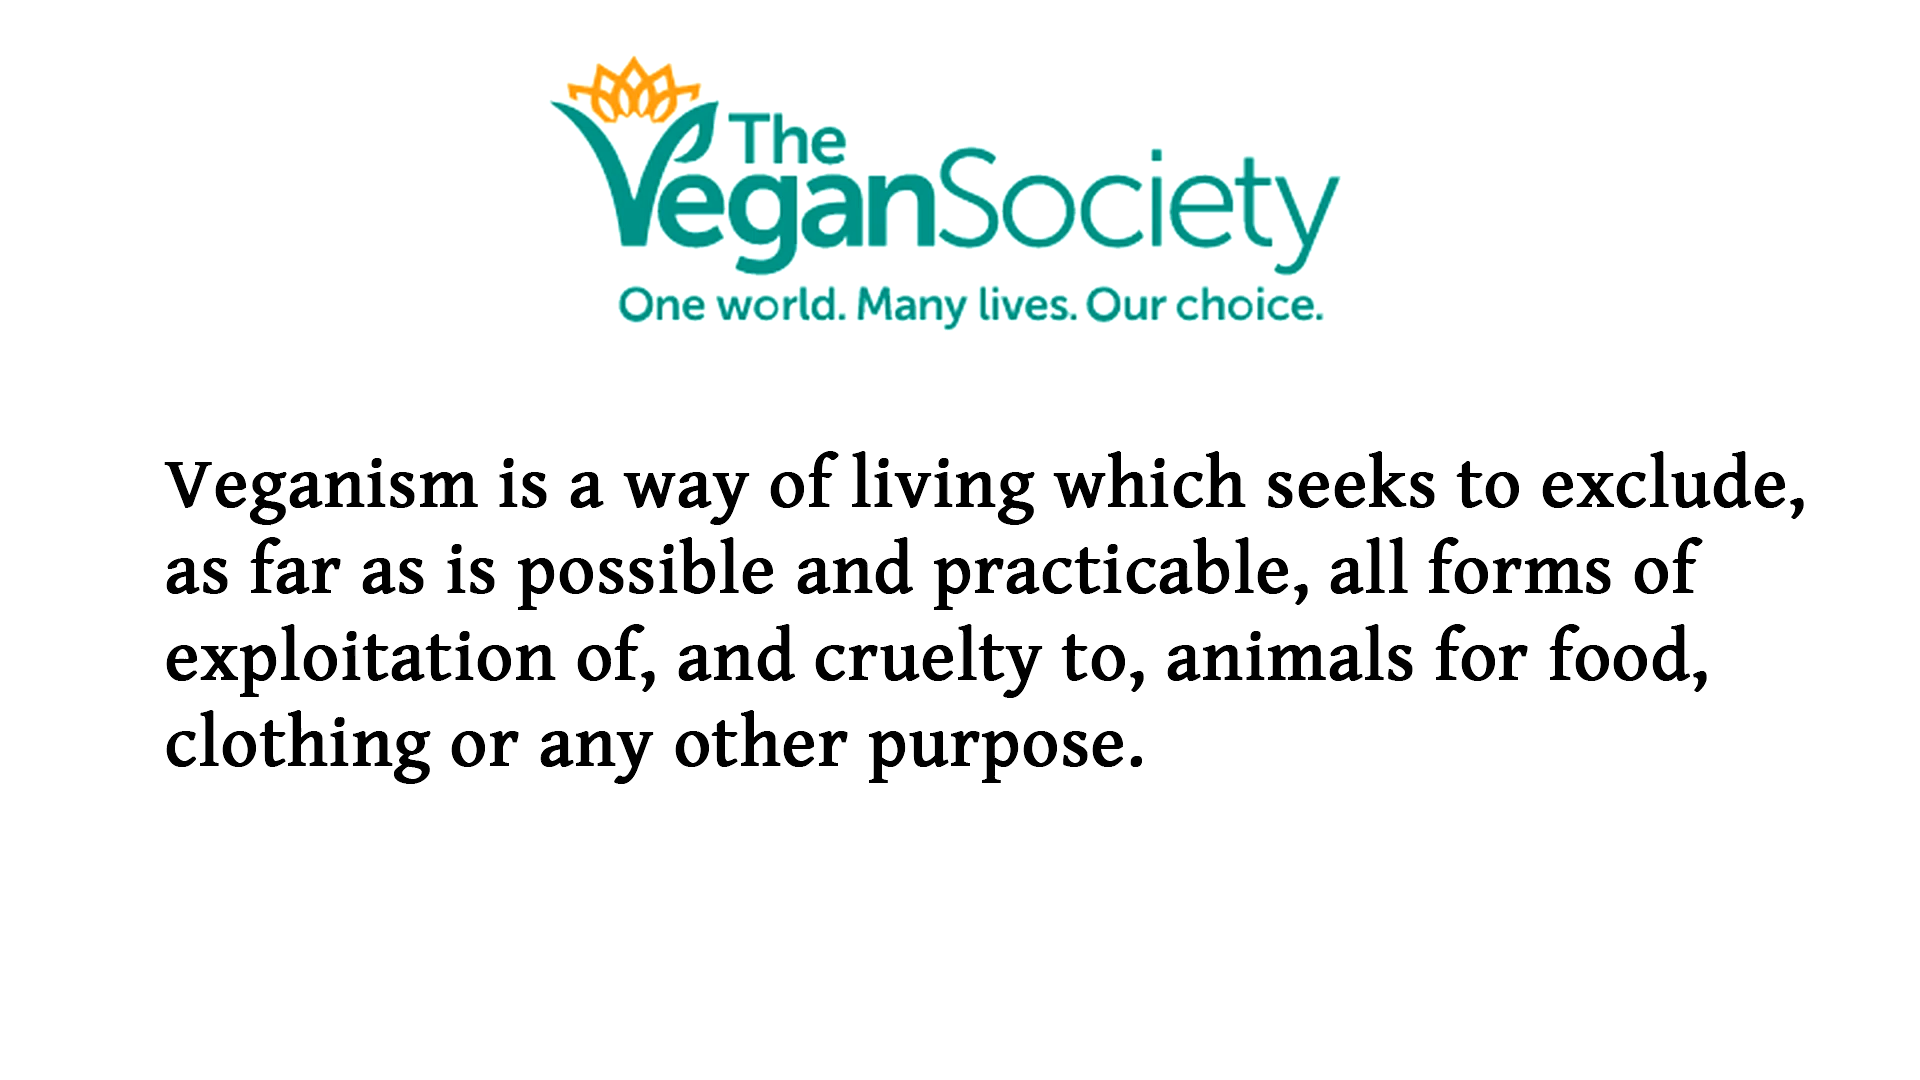 The
VeganSociety
One world. Many lives. Our choice.
Veganism is a way of living which seeks to exclude,
as far as is possible and practicable, all forms of
exploitation of, and cruelty to, animals for food,
clothing or any other purpose.